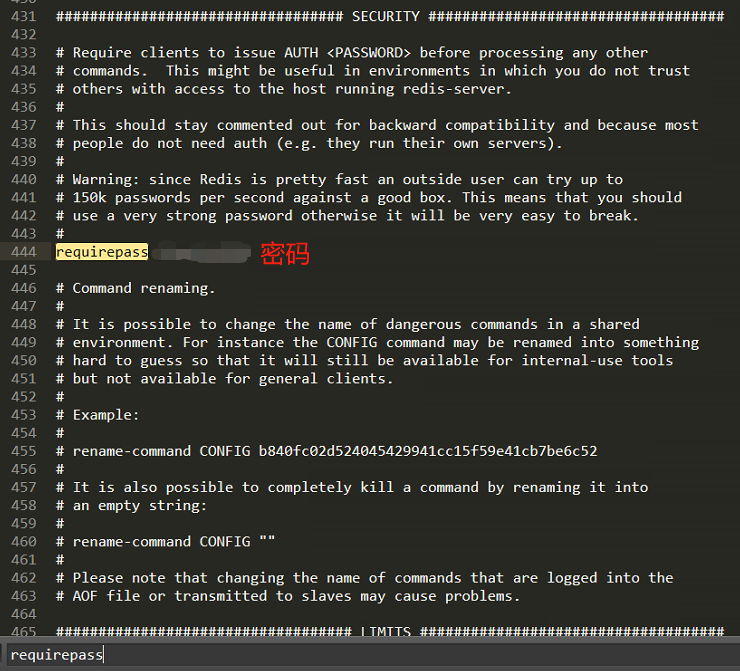 431 ################################## SECURITY ###################################
432
433 # Require clients to issue AUTH <PASSWORD> before processing any other
434 # commands.  This might be useful in environments in which you do not trust
435 # others with access to the host running redis-server.
436 #
437 # This should stay commented out for backward compatibility and because most
438 # people do not need auth (e.g. they run their own servers).
439 #
440 # Warning: since Redis is pretty fast an outside user can try up to
441 # 150k passwords per second against a good box. This means that you should
442 # use a very strong password otherwise it will be very easy to break.
443 #
444 requirepass 密码
445
446 # Command renaming.
447 #
448 # It is possible to change the name of dangerous commands in a shared
449 # environment. For instance the CONFIG command may be renamed into something
450 # hard to guess so that it will still be available for internal-use tools
451 # but not available for general clients.
452 #
453 # Example:
454 #
455 # rename-command CONFIG b840fc02d524045429941cc15f59e41cb7be6c52
456 #
457 # It is also possible to completely kill a command by renaming it into
458 # an empty string:
459 #
460 # rename-command CONFIG ""
461 #
462 # Please note that changing the name of commands that are logged into the
463 # AOF file or transmitted to slaves may cause problems.
464
465 ################################### LIMITS ####################################
requirepass